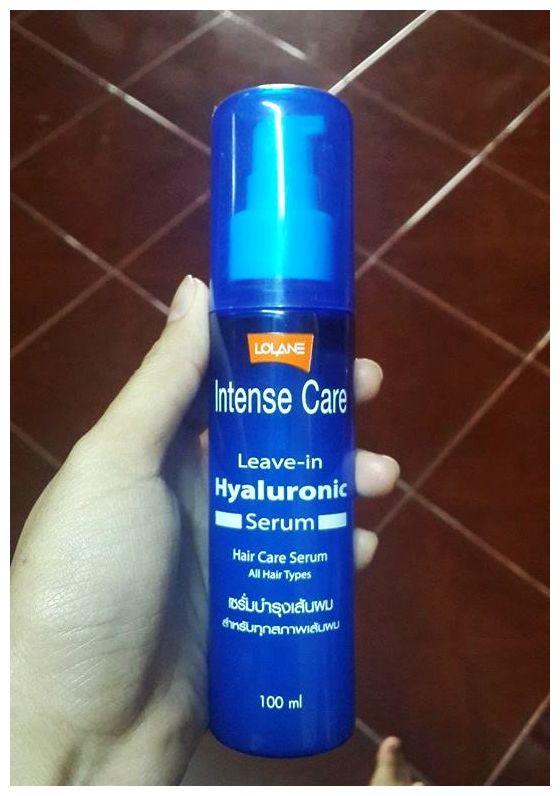 LOLANE
Intense Care
Leave-in
Hyaluronic
Serum
Hair Care Serum
All Hair Types
เซรั่มบำรุงเส้นผม
สำหรับทุกสภาพเส้นผม
100 ml